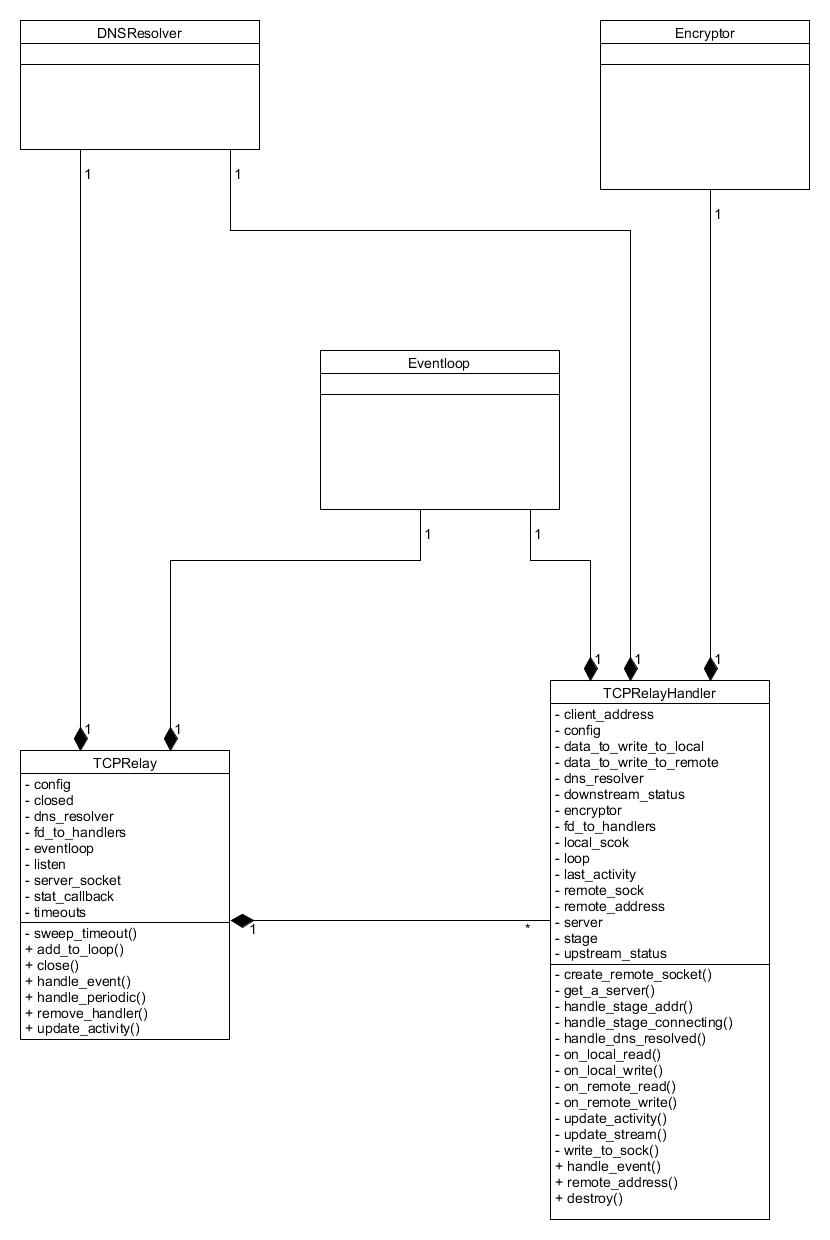 DNSResolver
Encryptor
1
1
1
Eventloop
1
1
1
1
1
TCPRelayHandler
- client_address
- config
- data_to_write_to_local
- data_to_write_to_remote
- dns_resolver
- downstream_status
- encryptor
- fd_to_handlers
- local_scok
- loop
- last_activity
- remote_sock
- remote_address
- server
- stage
- upstream_status
- create_remote_socket()
- get_a_server()
- handle_stage_addr()
- handle_stage_connecting()
- handle_dns_resolved()
- on_local_read()
- on_local_write()
- on_remote_read()
- on_remote_write()
- update_activity()
- update_stream()
- write_to_sock()
+ handle_event()
+ remote_address()
+ destroy()
1
1
TCPRelay
- config
- closed
- dns_resolver
- fd_to_handlers
- eventloop
- listen
- server_socket
- stat_callback
- timeouts
- sweep_timeout()
+ add_to_loop()
+ close()
+ handle_event()
+ handle_periodic()
+ remove_handler()
+ update_activity()
1
*